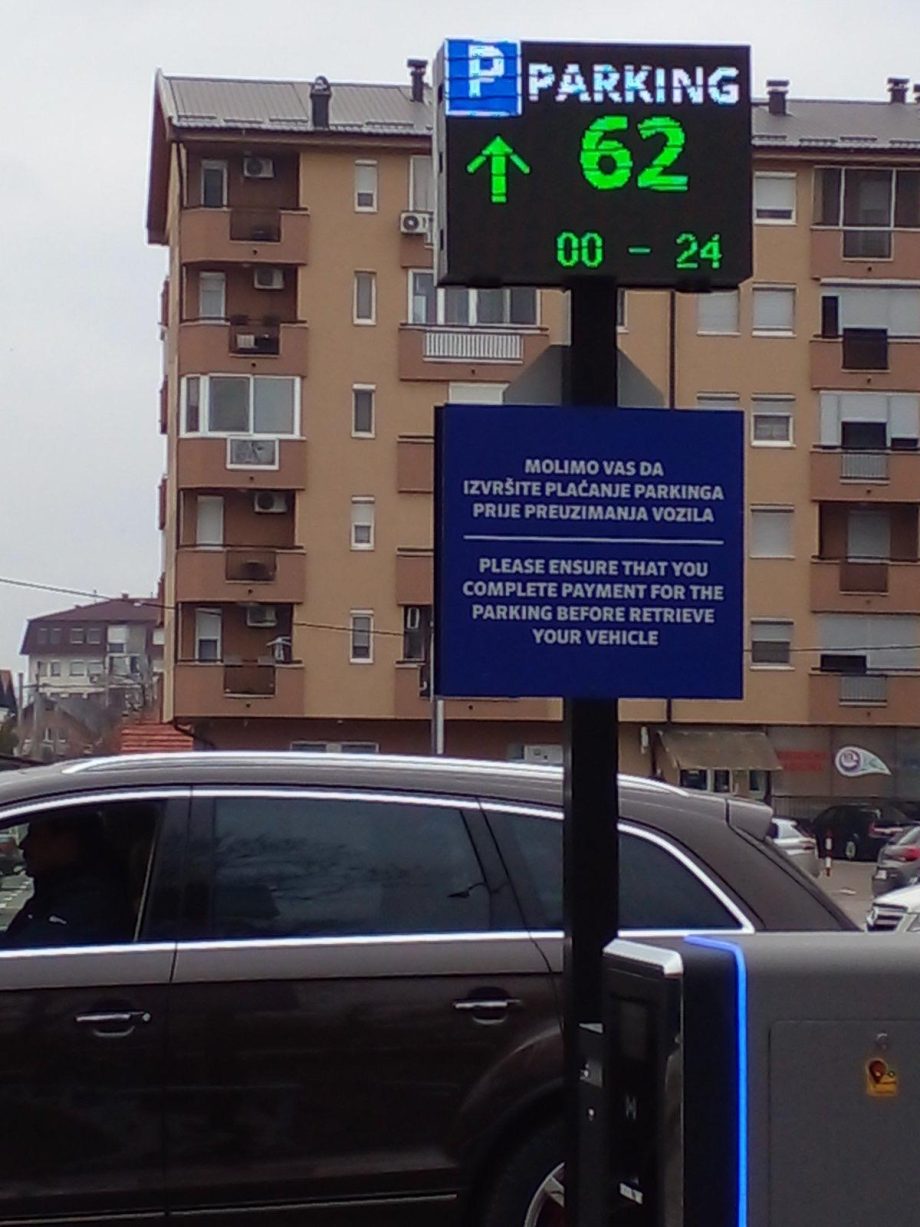 P PARKING
62
00 - 24
MOLIMO VAS DA
IZVRŠITE PLAĆANJE PARKINGA
PRIJE PREUZIMANJA VOZILA
PLEASE ENSURE THAT YOU
COMPLETE PAYMENT FOR THE
PARKING BEFORE RETRIEVE
YOUR VEHICLE